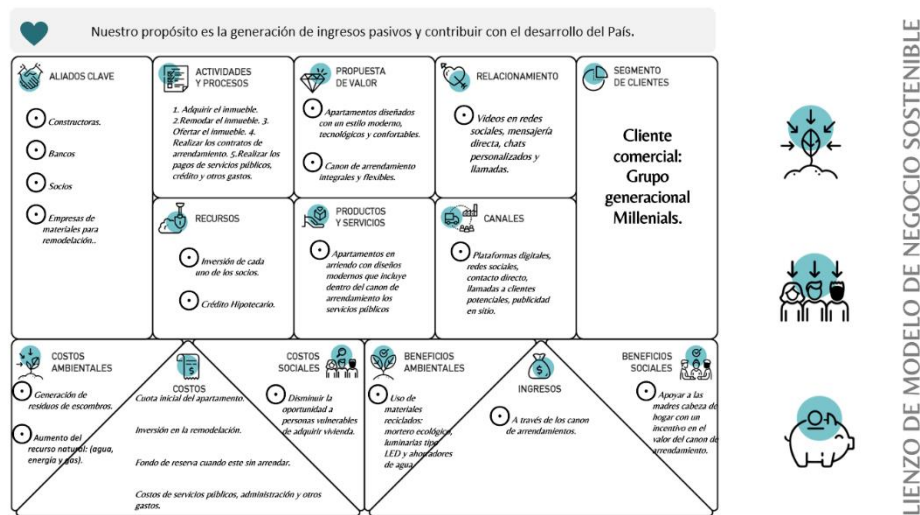 Nuestro propósito es la generación de ingresos pasivos y contribuir con el desarrollo del País.
ALIADOS CLAVE
Constructoras.
Bancos
Socios
Empresas de
materiales para
remodelación..
ACTIVIDADES
Y PROCESOS
1. Adquirir el inmueble.
2.Remodar el inmueble. 3.
Ofertar el inmueble. 4.
Realizar los contratos de
arrendamiento. 5.Realizar los
pagos de servicios públicos,
crédito y otros gastos.
RECURSOS
Inversión de cada
uno de los socios.
Crédito Hipotecario.
PROPUESTA
DE VALOR
Apartamentos diseñados
con un estilo moderno,
tecnológicos y confortables.
Canon de arrendamiento
integrales y flexibles.
PRODUCTOS
Y SERVICIOS
Apartamentos en
arriendo con diseños
modernos que incluye
dentro del canon de
arrendamiento los
servicios públicos
RELACIONAMIENTO
Videos en redes
sociales, mensajería
directa, chats
personalizados y
llamadas.
CANALES
Plataformas digitales,
redes sociales,
contacto directo,
llamadas a clientes
potenciales, publicidad
en sitio.
SEGMENTO
DE CLIENTES
Cliente
comercial:
Grupo
generacional
Millenials.
COSTOS
AMBIENTALES
Generación de
residuos de escombros.
Aumento del
recurso natural: (agua,
energía y gas).
COSTOS
Cuota inicial del apartamento.
Inversión en la remodelación.
Fondo de reserva cuando este sin arrendar.
Costos de servicios públicos, administración y otros
gastos.
COSTOS
SOCIALES
Disminuir la
oportunidad a
personas vulnerables
de adquirir vivienda.
BENEFICIOS
AMBIENTALES
Uso de
materiales
reciclados:
mortero ecológico,
luminarias tipo
LED y ahorradores
de agua
INGRESOS
A través de los canon
de arrendamientos.
BENEFICIOS
SOCIALES
Apoyar a las
madres cabeza de
hogar con un
incentivo en el
valor del canon de
arrendamiento.
LIENZO DE MODELO DE NEGOCIO SOSTENIBLE